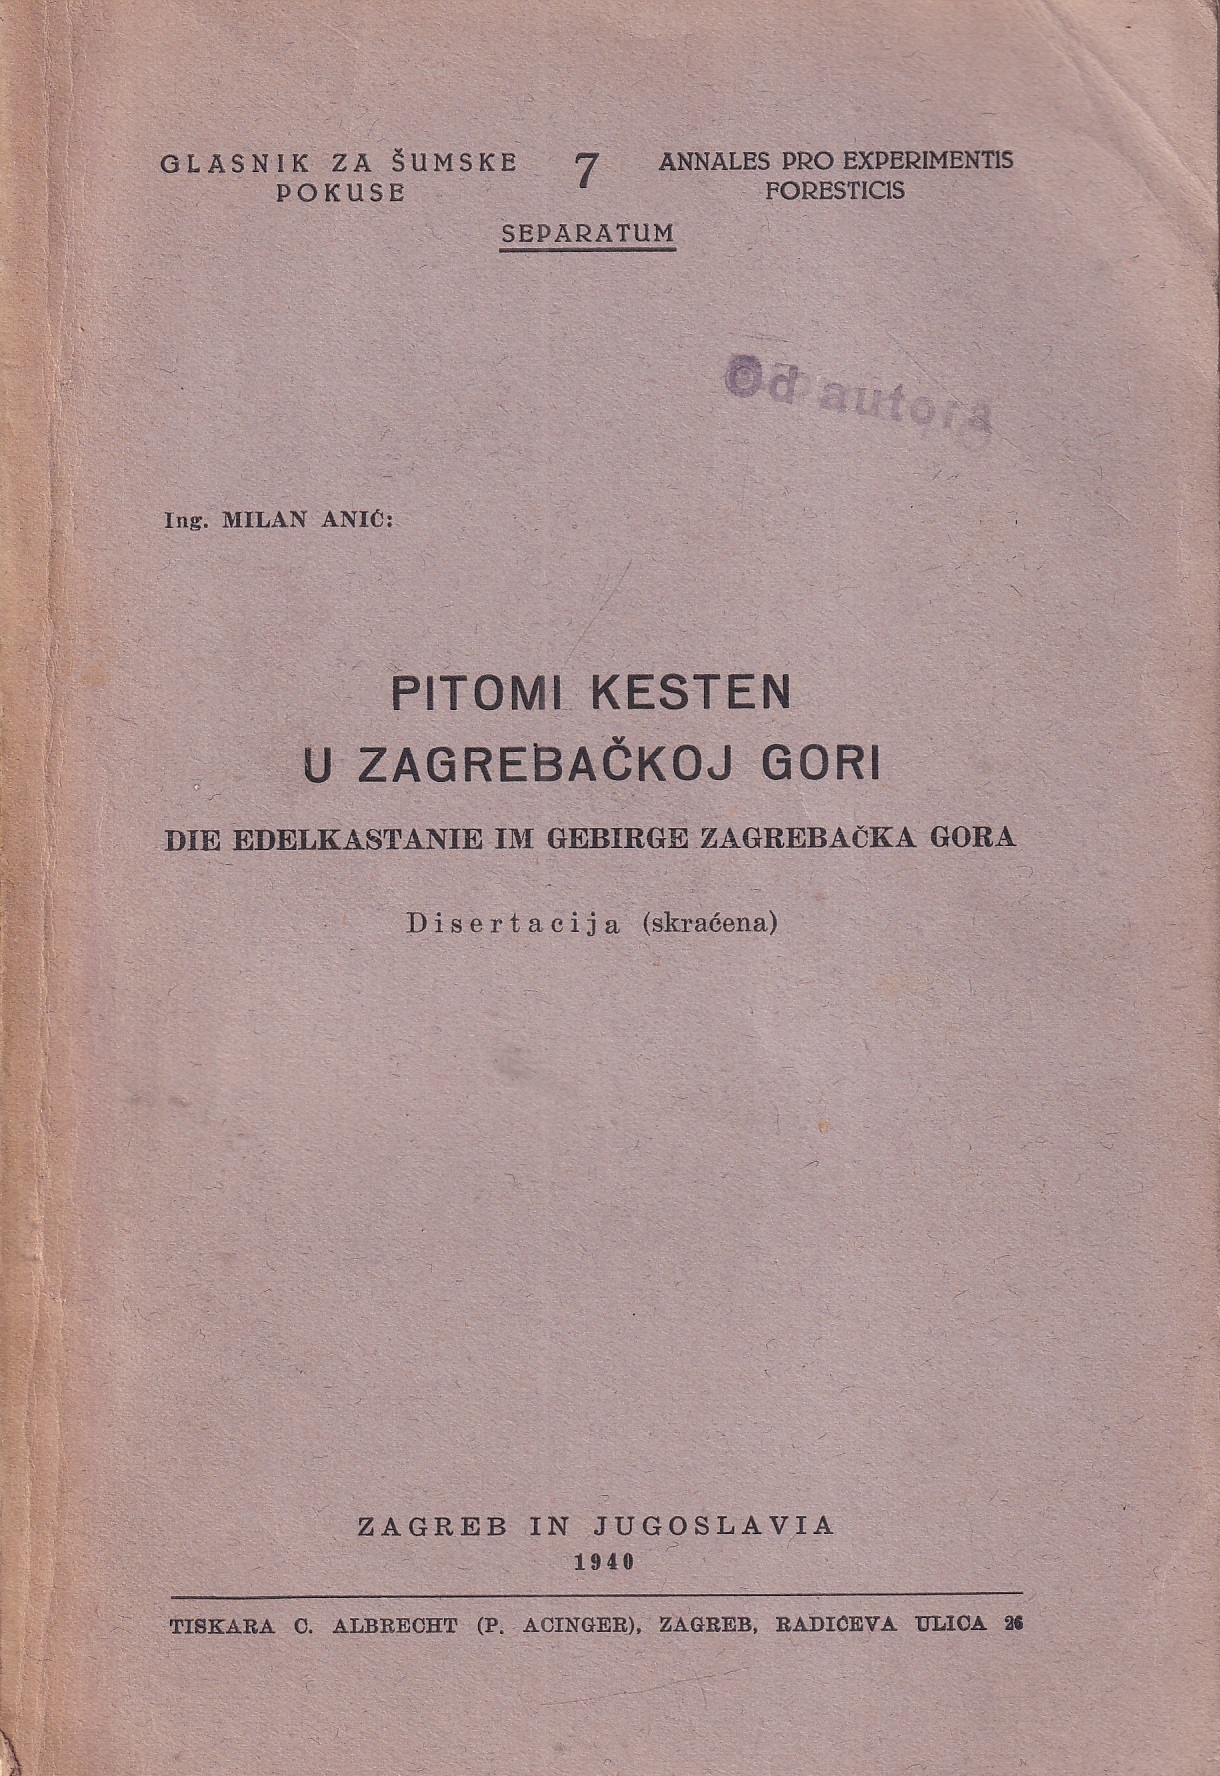 GLASNIK ZA ŠUMSKE POKUSE
7
ANNALES PRO EXPERIMENTIS FORESTICIS
SEPARATUM
Od autora
Ing. MILAN ANIĆ:
PITOMI KESTEN
U ZAGREBAČKOJ GORI
DIE EDELKASTANIE IM GEBIRGE ZAGREBAČKA GORA
Disertacija (skraćena)
ZAGREB IN JUGOSLAVIA
1940
TISKARA C. ALBRECHT (P. ACINGER), ZAGREB, RADIĆEVA ULICA 26